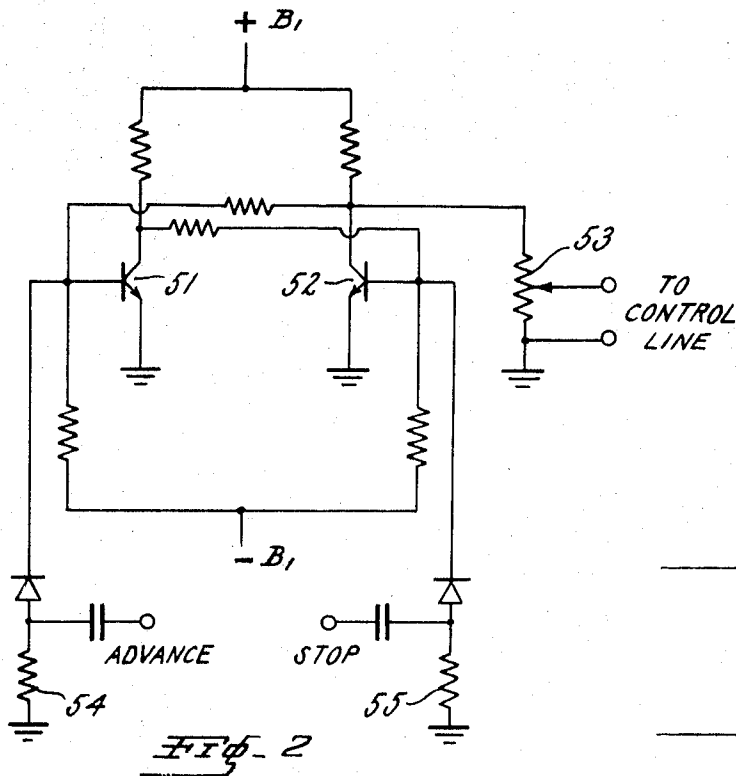 + B₁
53
51
52
TO
CONTROL
LINE
- B₁
ADVANCE
STOP
54
55
FIG- 2